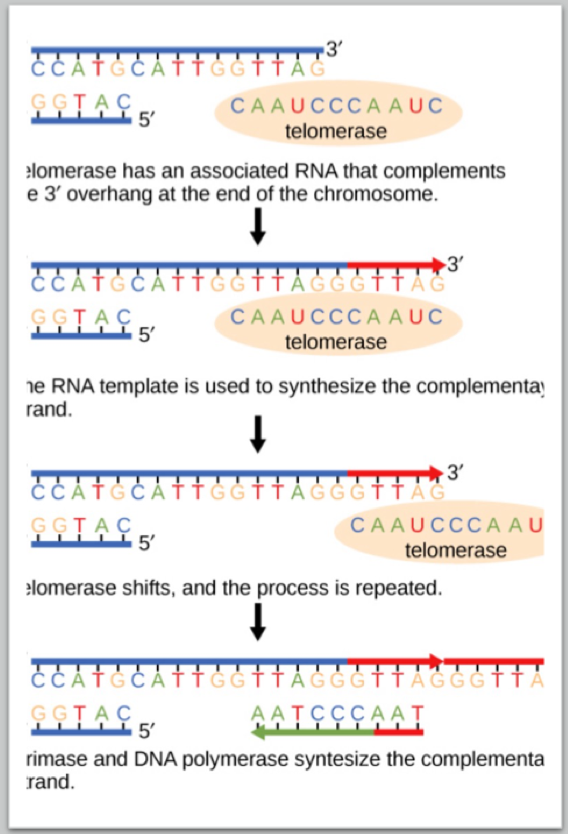 3′
CCATGCATTGGTTAG
GGTAC 5′ CAAUCCCAAUC
telomerase
elomerase has an associated RNA that complements
e 3′ overhang at the end of the chromosome.
3′
CCATGCATTGGTTAGGGTTAG
GGTAC 5′ CAAUCCCAAUC
telomerase
he RNA template is used to synthesize the complementay
rand.
3′
CCATGCATTGGTTAGGGTTAG
GGTAC 5′ CAAUCCCAAU
telomerase
elomerase shifts, and the process is repeated.
CCATGCATTGGTTAGGGTTAGGGTTA
GGTAC 5′ AATCCCAAT
rimase and DNA polymerase syntesize the complementa
trand.